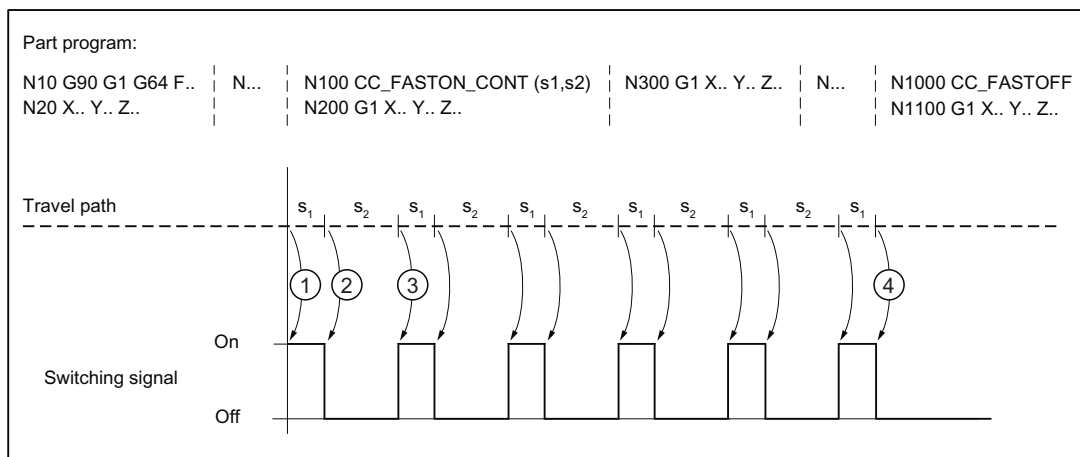 Part program:
N10 G90 G1 G64 F.. N... N100 CC_FASTON_CONT (s1,s2) N300 G1 X.. Y.. Z.. N... N1000 CC_FASTOFF
N20 X.. Y.. Z.. N200 G1 X.. Y.. Z.. N1100 G1 X.. Y.. Z..
Travel path s₁ s₂ s₁ s₂ s₁ s₂ s₁ s₂ s₁ s₂ s₁
1 2 3 4
On
Switching signal
Off